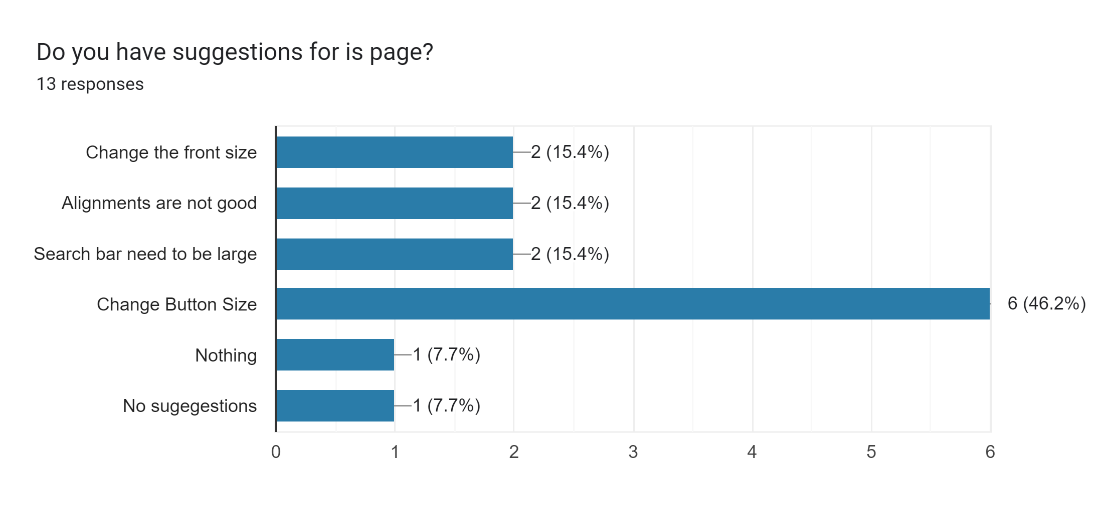 Do you have suggestions for is page?
13 responses
Change the front size 2 (15.4%)
Alignments are not good 2 (15.4%)
Search bar need to be large 2 (15.4%)
Change Button Size 6 (46.2%)
Nothing 1 (7.7%)
No sugegestions 1 (7.7%)
0 1 2 3 4 5 6